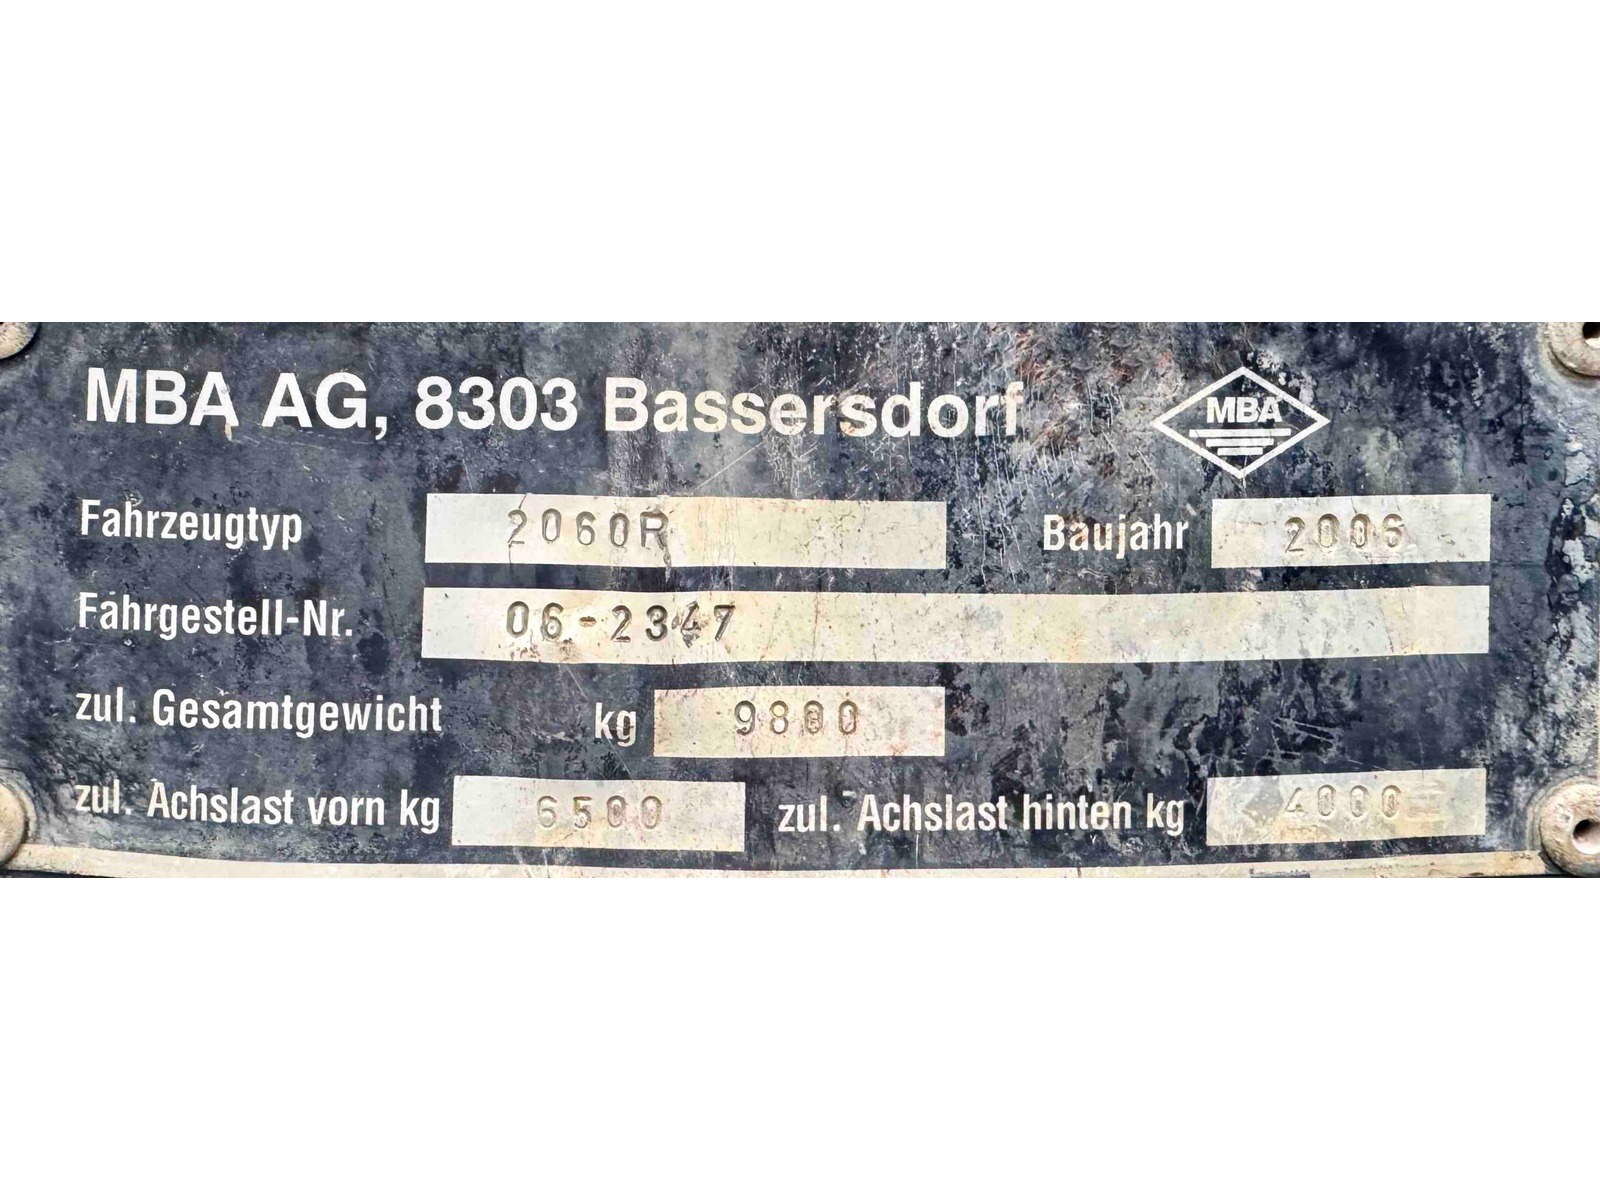 MBA AG, 8303 Bassersdorf MBA
Fahrzeugtyp 2060R Baujahr 2006
Fahrgestell-Nr. 06-2347
zul. Gesamtgewicht kg 9800
zul. Achslast vorn kg 6500 zul. Achslast hinten kg 4000